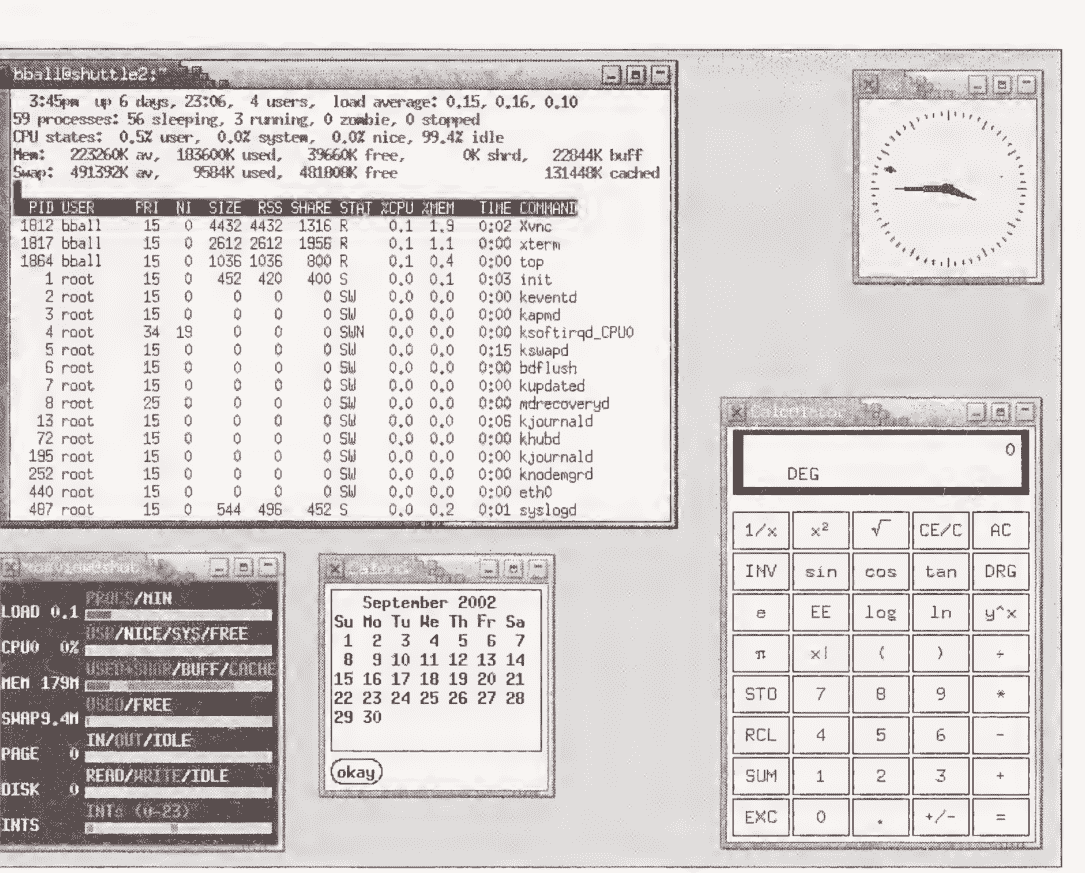 bball@shuttle2:~
3:45pm up 6 days, 23:06, 4 users, load average: 0.15, 0.16, 0.10
59 processes: 56 sleeping, 3 running, 0 zombie, 0 stopped
CPU states: 0.5% user, 0.0% system, 0.0% nice, 99.4% idle
Mem: 223260K av, 183600K used, 39660K free, 0K shrd, 22844K buff
Swap: 491392K av, 9584K used, 481808K free 131448K cached
PID USER PRI NI SIZE RSS SHARE STAT %CPU %MEM TIME COMMAND
1812 bball 15 0 4432 4432 1316 R 0.1 1.9 0:02 Xvnc
1817 bball 15 0 2612 2612 1956 R 0.1 1.1 0:00 xterm
1864 bball 15 0 1036 1036 800 R 0.1 0.4 0:00 top
1 root 15 0 452 420 400 S 0.0 0.1 0:03 init
2 root 15 0 0 0 0 SW 0.0 0.0 0:00 keventd
3 root 15 0 0 0 0 SW 0.0 0.0 0:00 kapmd
4 root 34 19 0 0 0 SWN 0.0 0.0 0:00 ksoftirqd_CPU0
5 root 15 0 0 0 0 SW 0.0 0.0 0:15 kswapd
6 root 15 0 0 0 0 SW 0.0 0.0 0:00 bdflush
7 root 15 0 0 0 0 SW 0.0 0.0 0:00 kupdated
8 root 25 0 0 0 0 SW 0.0 0.0 0:00 mdrecoveryd
13 root 15 0 0 0 0 SW 0.0 0.0 0:06 kjournald
72 root 15 0 0 0 0 SW 0.0 0.0 0:00 khubd
195 root 15 0 0 0 0 SW 0.0 0.0 0:00 kjournald
252 root 15 0 0 0 0 SW 0.0 0.0 0:00 knodemgrd
440 root 15 0 0 0 0 SW 0.0 0.0 0:00 eth0
487 root 15 0 544 496 452 S 0.0 0.2 0:01 syslogd
PROCS/MIN
LOAD 0.1
USR/NICE/SYS/FREE
CPU0 0%
USED+SHAR/BUFF/CACHE
MEM 179M
USED/FREE
SWAP9.4M
IN/OUT/IDLE
PAGE 0
READ/WRITE/IDLE
DISK 0
INTs (0-23)
INTS
September 2002
Su Mo Tu We Th Fr Sa
1 2 3 4 5 6 7
8 9 10 11 12 13 14
15 16 17 18 19 20 21
22 23 24 25 26 27 28
29 30
okay
Calculator
0
DEG
1/x x² √ CE/C AC
INV sin cos tan DRG
e EE log ln y^x
π x! ( ) ÷
STO 7 8 9 *
RCL 4 5 6 -
SUM 1 2 3 +
EXC 0 . +/- =